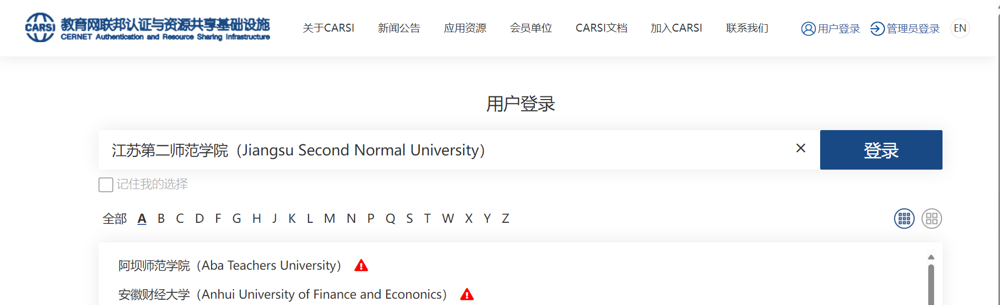 CARSI 教育网联邦认证与资源共享基础设施
CERNET Authentication and Resource Sharing Infrastructure
关于CARSI 新闻公告 应用资源 会员单位 CARSI文档 加入CARSI 联系我们 用户登录 管理员登录 EN
用户登录
江苏第二师范学院（Jiangsu Second Normal University） × 登录
记住我的选择
全部 A B C D F G H J K L M N P Q S T W X Y Z
阿坝师范学院（Aba Teachers University）
安徽财经大学（Anhui University of Finance and Econonics）